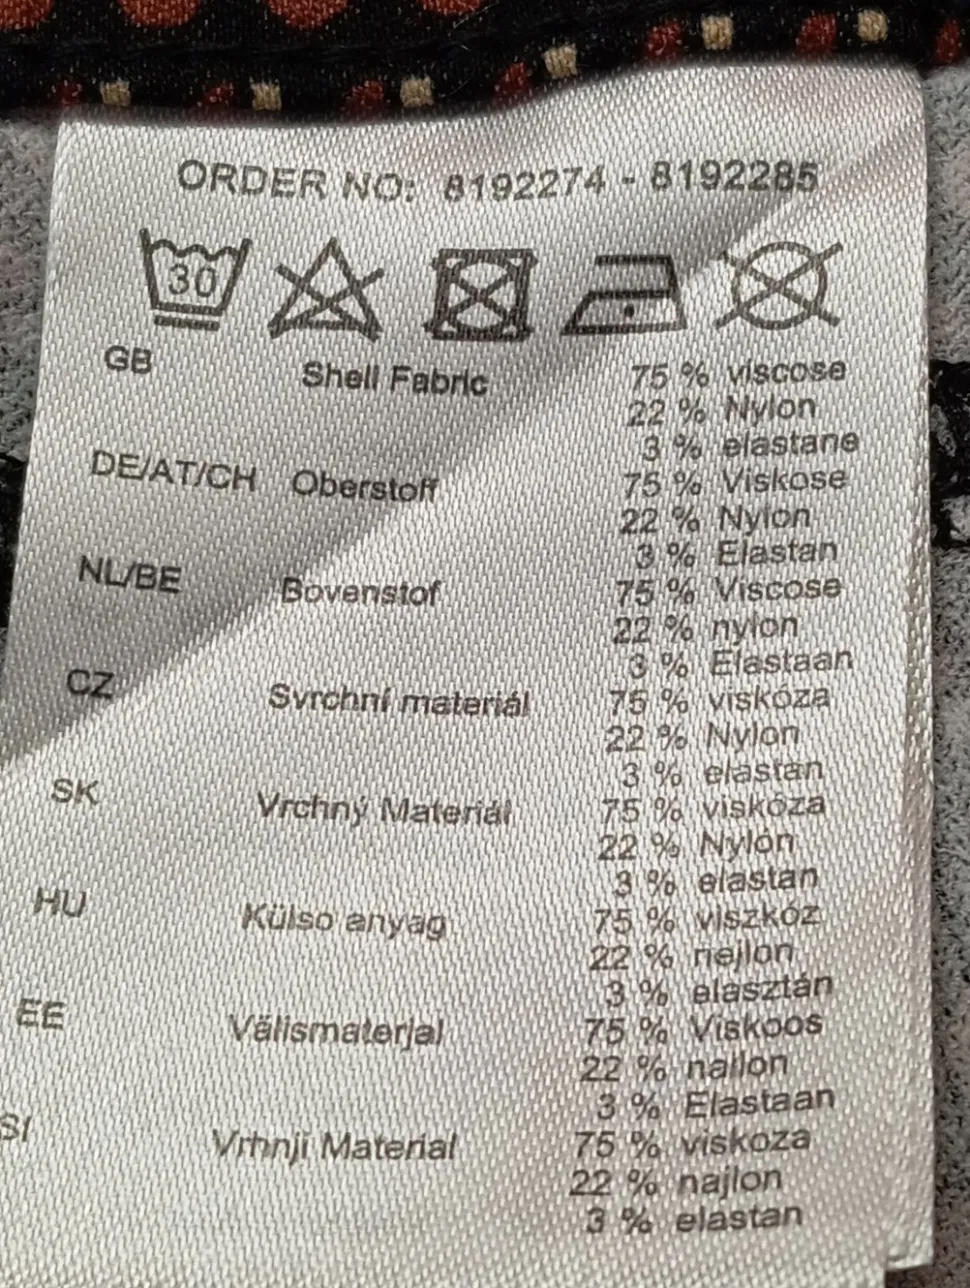 ORDER NO: 8192274 - 8192285
30
GB Shell Fabric 75 % viscose
22 % Nylon
3 % elastane
DE/AT/CH Oberstoff 75 % Viskose
22 % Nylon
3 % Elastan
NL/BE Bovenstof 75 % Viscose
22 % nylon
3 % Elastaan
CZ Svrchní materiál 75 % viskóza
22 % Nylon
3 % elastan
SK Vrchný Materiál 75 % viskóza
22 % Nylón
3 % elastan
HU Külso anyag 75 % viszkóz
22 % nejlon
3 % elasztán
EE Välismaterjal 75 % Viskoos
22 % nailon
3 % Elastaan
SI Vrhnji Material 75 % viskoza
22 % najlon
3 % elastan